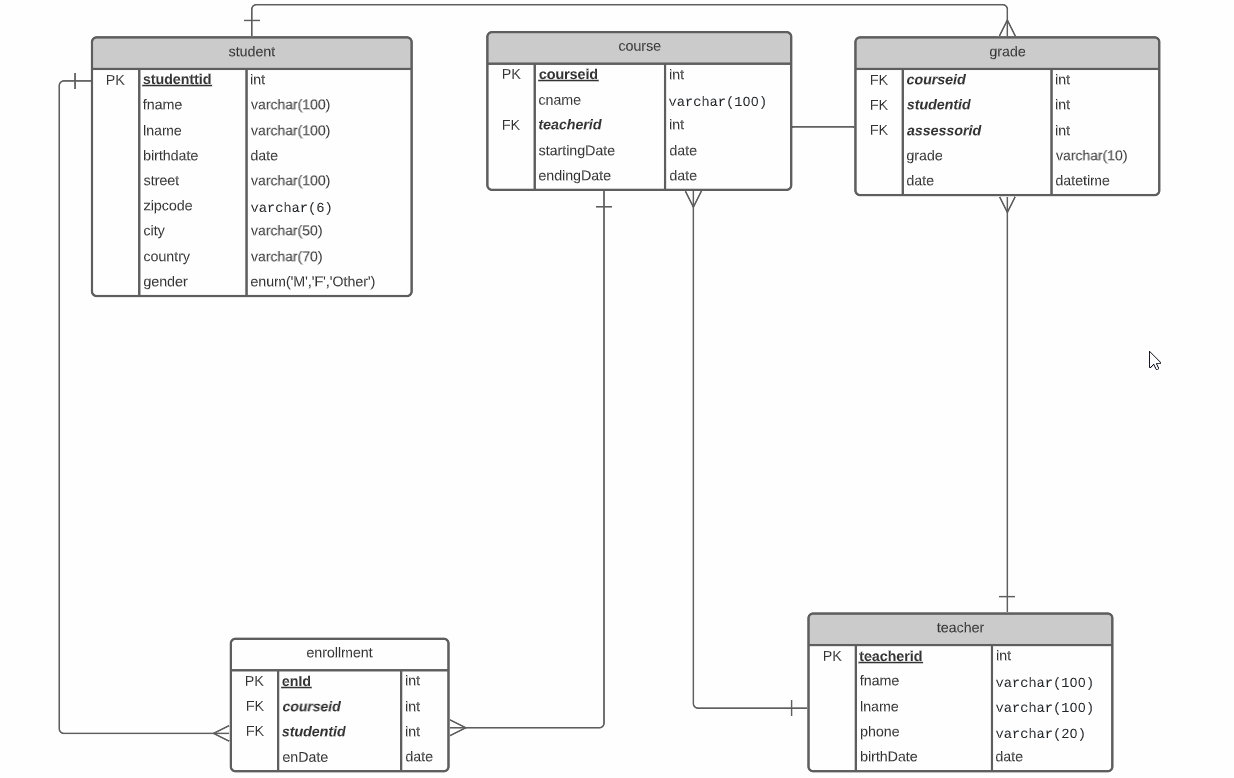 student
PK studenttid int
fname varchar(100)
lname varchar(100)
birthdate date
street varchar(100)
zipcode varchar(6)
city varchar(50)
country varchar(70)
gender enum('M','F','Other')
course
PK courseid int
cname varchar(100)
FK teacherid int
startingDate date
endingDate date
grade
FK courseid int
FK studentid int
FK assessorid int
grade varchar(10)
date datetime
enrollment
PK enId int
FK courseid int
FK studentid int
enDate date
teacher
PK teacherid int
fname varchar(100)
lname varchar(100)
phone varchar(20)
birthDate date